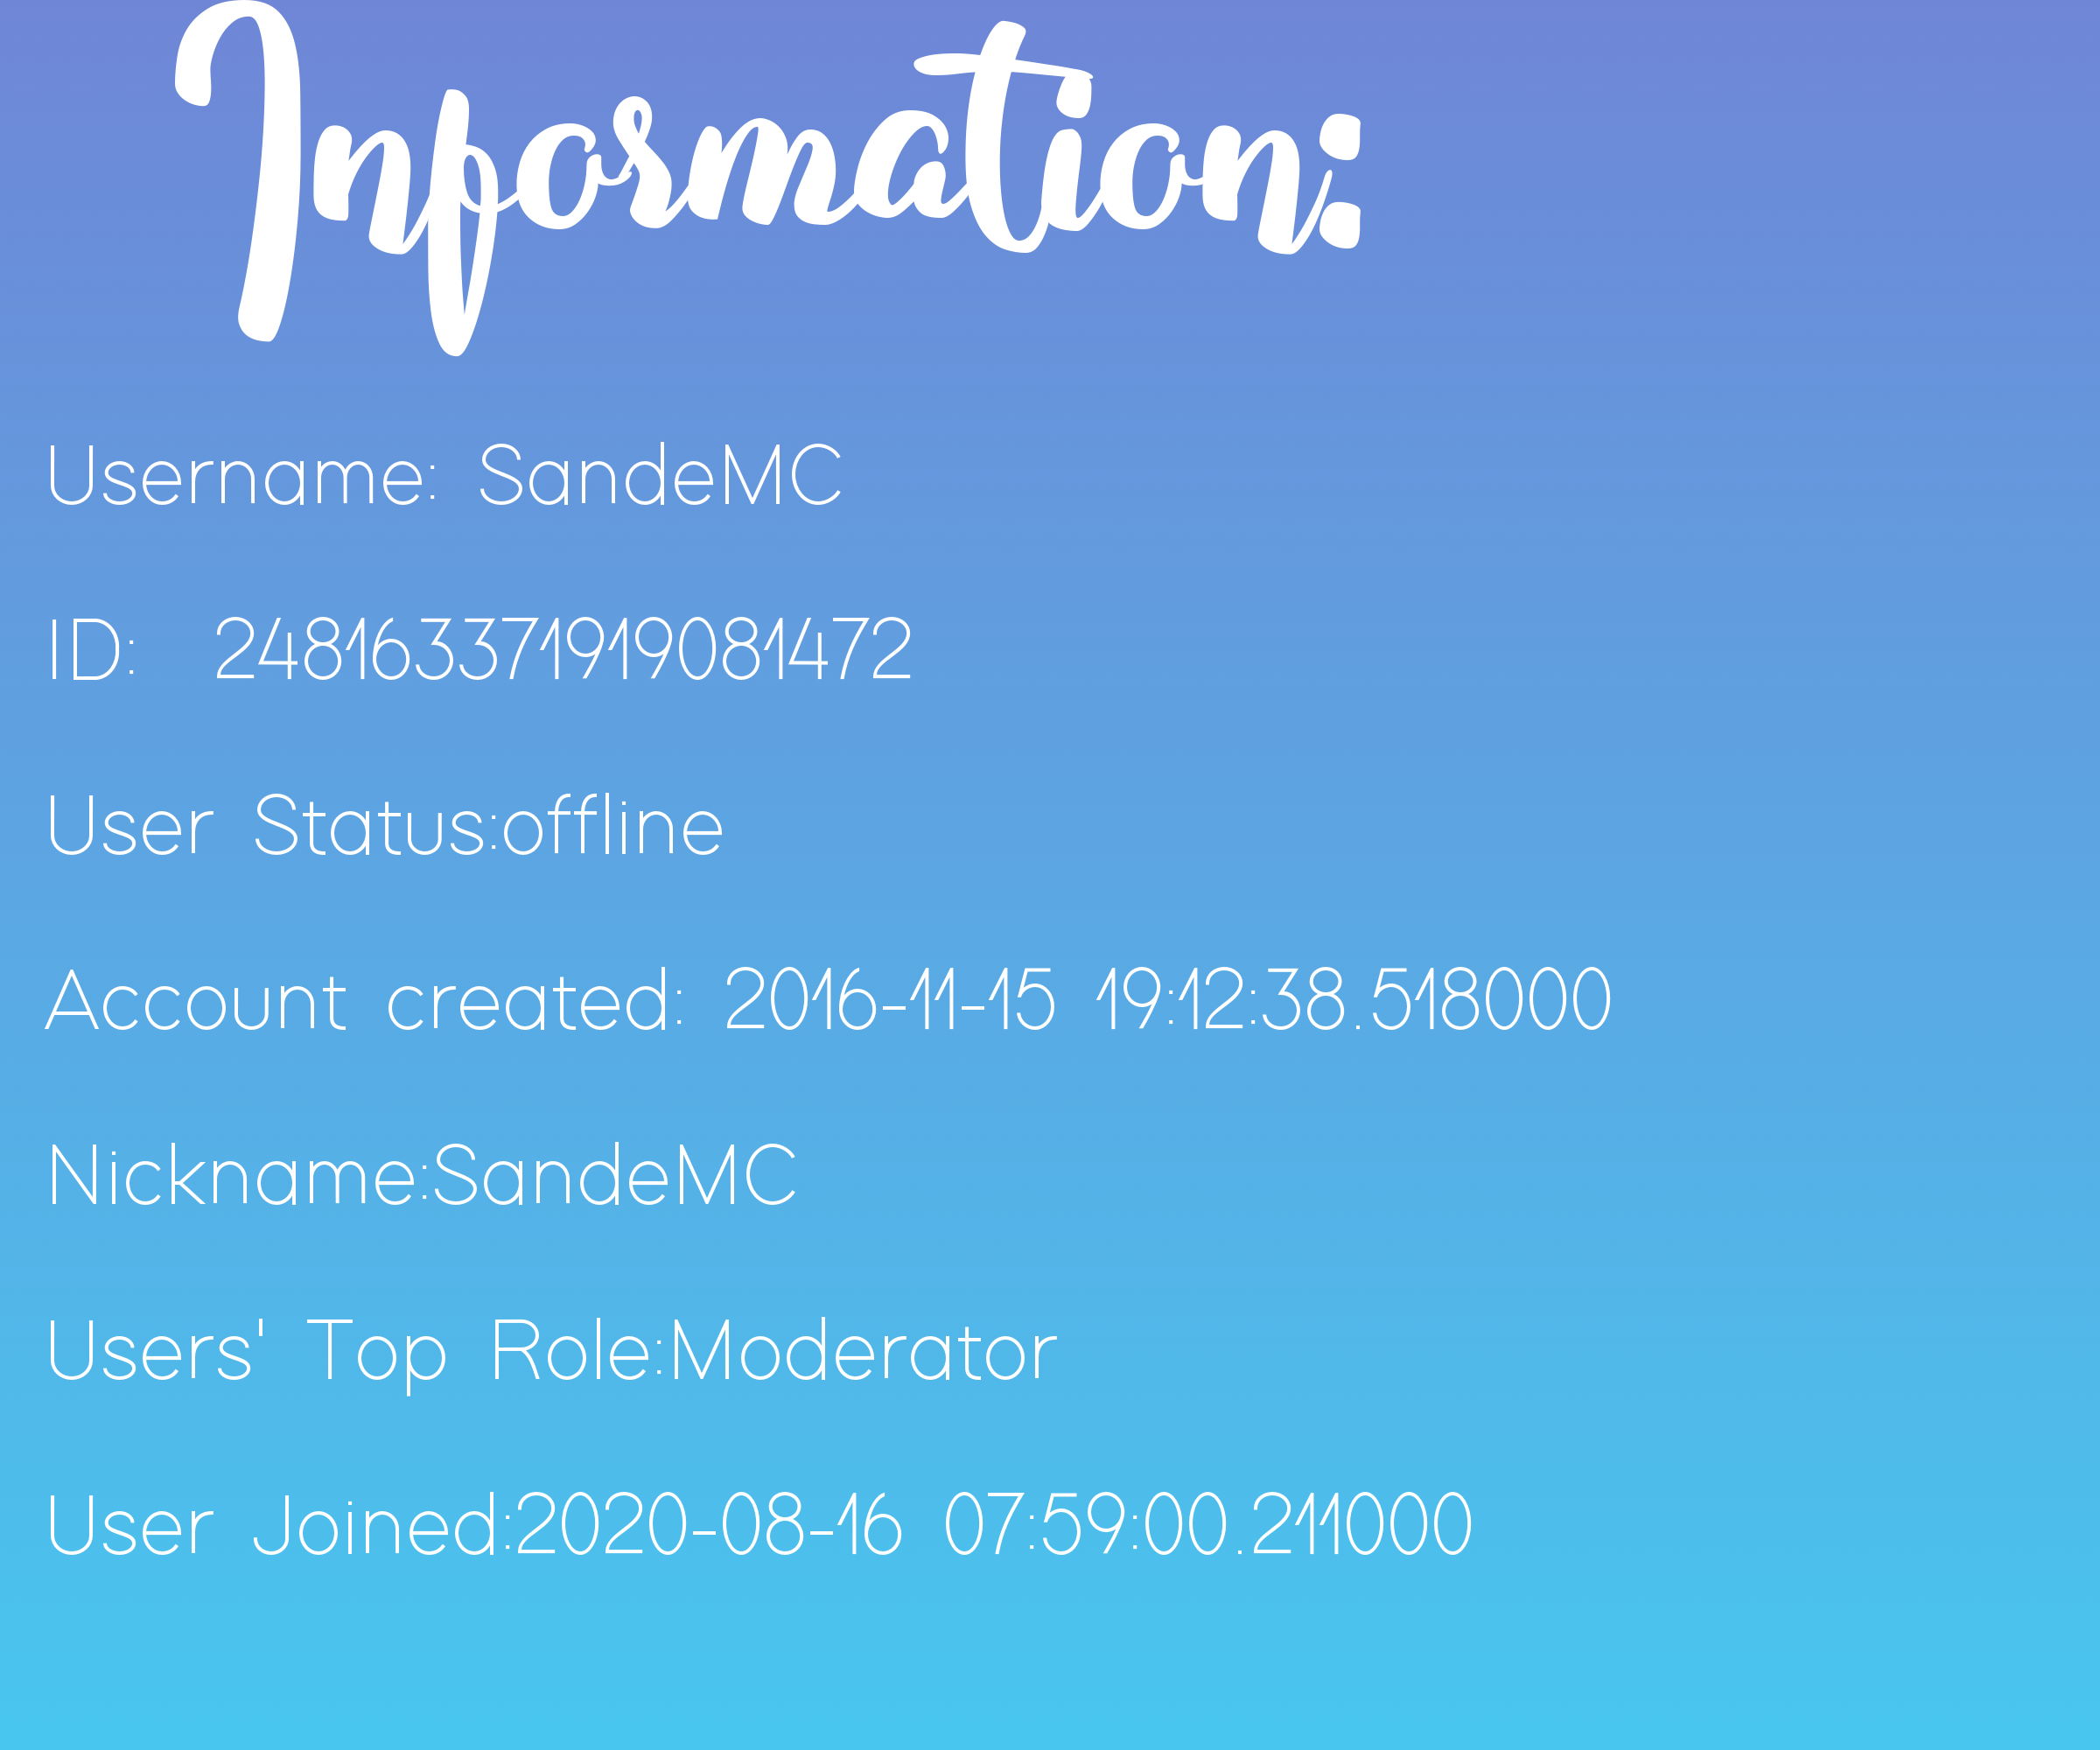 Information:
Username: SandeMC
ID: 248163371919081472
User Status:offline
Account created: 2016-11-15 19:12:38.518000
Nickname:SandeMC
Users' Top Role:Moderator
User Joined:2020-08-16 07:59:00.211000